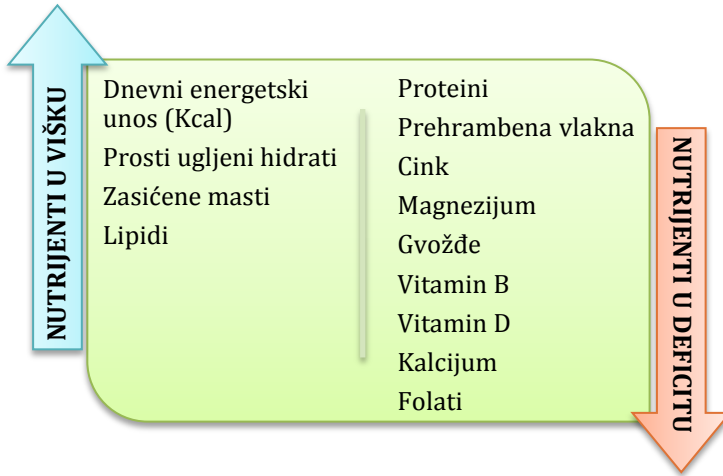 NUTRIJENTI U VIŠKU
Dnevni energetski
unos (Kcal)
Prosti ugljeni hidrati
Zasićene masti
Lipidi
Proteini
Prehrambena vlakna
Cink
Magnezijum
Gvožđe
Vitamin B
Vitamin D
Kalcijum
Folati
NUTRIJENTI U DEFICITU